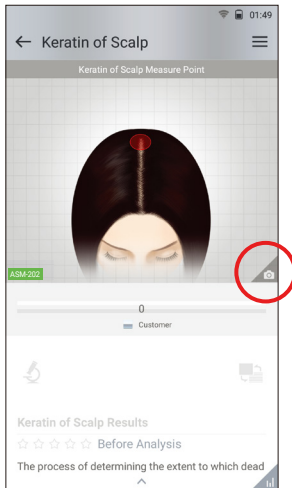 01:49
Keratin of Scalp
Keratin of Scalp Measure Point
ASM-202
0
Customer
Keratin of Scalp Results
Before Analysis
The process of determining the extent to which dead